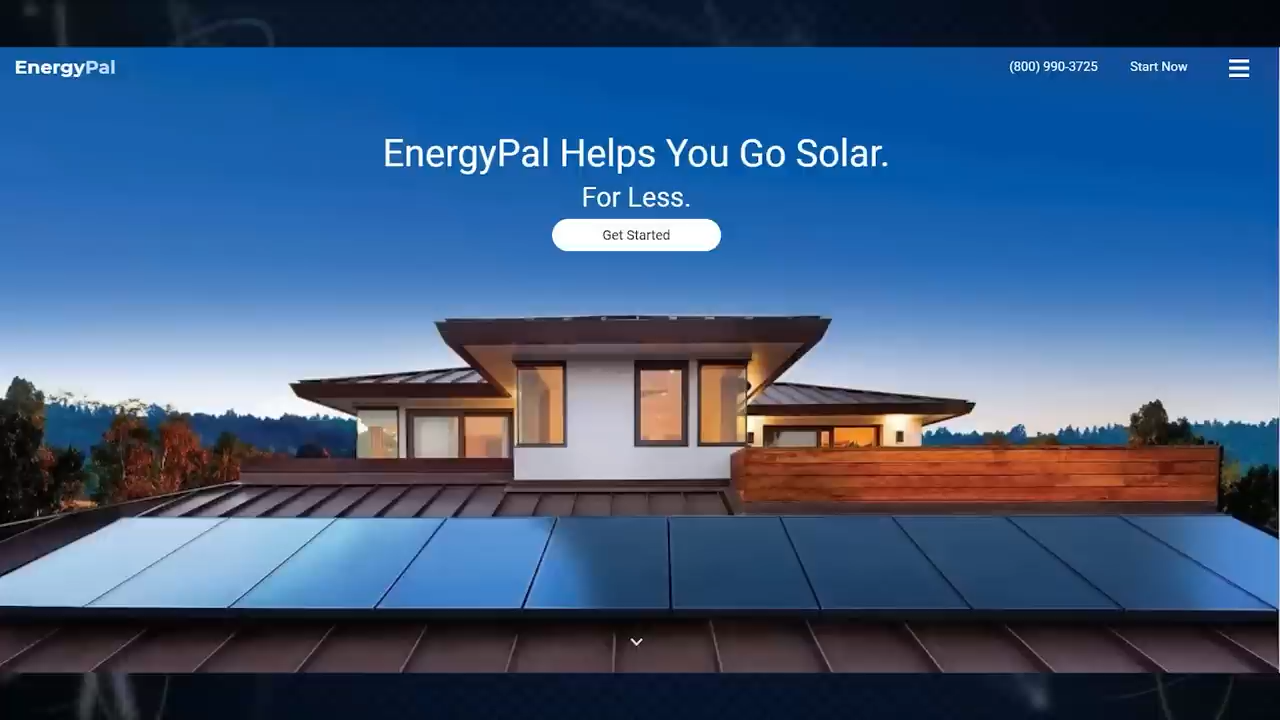 EnergyPal
(800) 990-3725
Start Now
EnergyPal Helps You Go Solar.
For Less.
Get Started